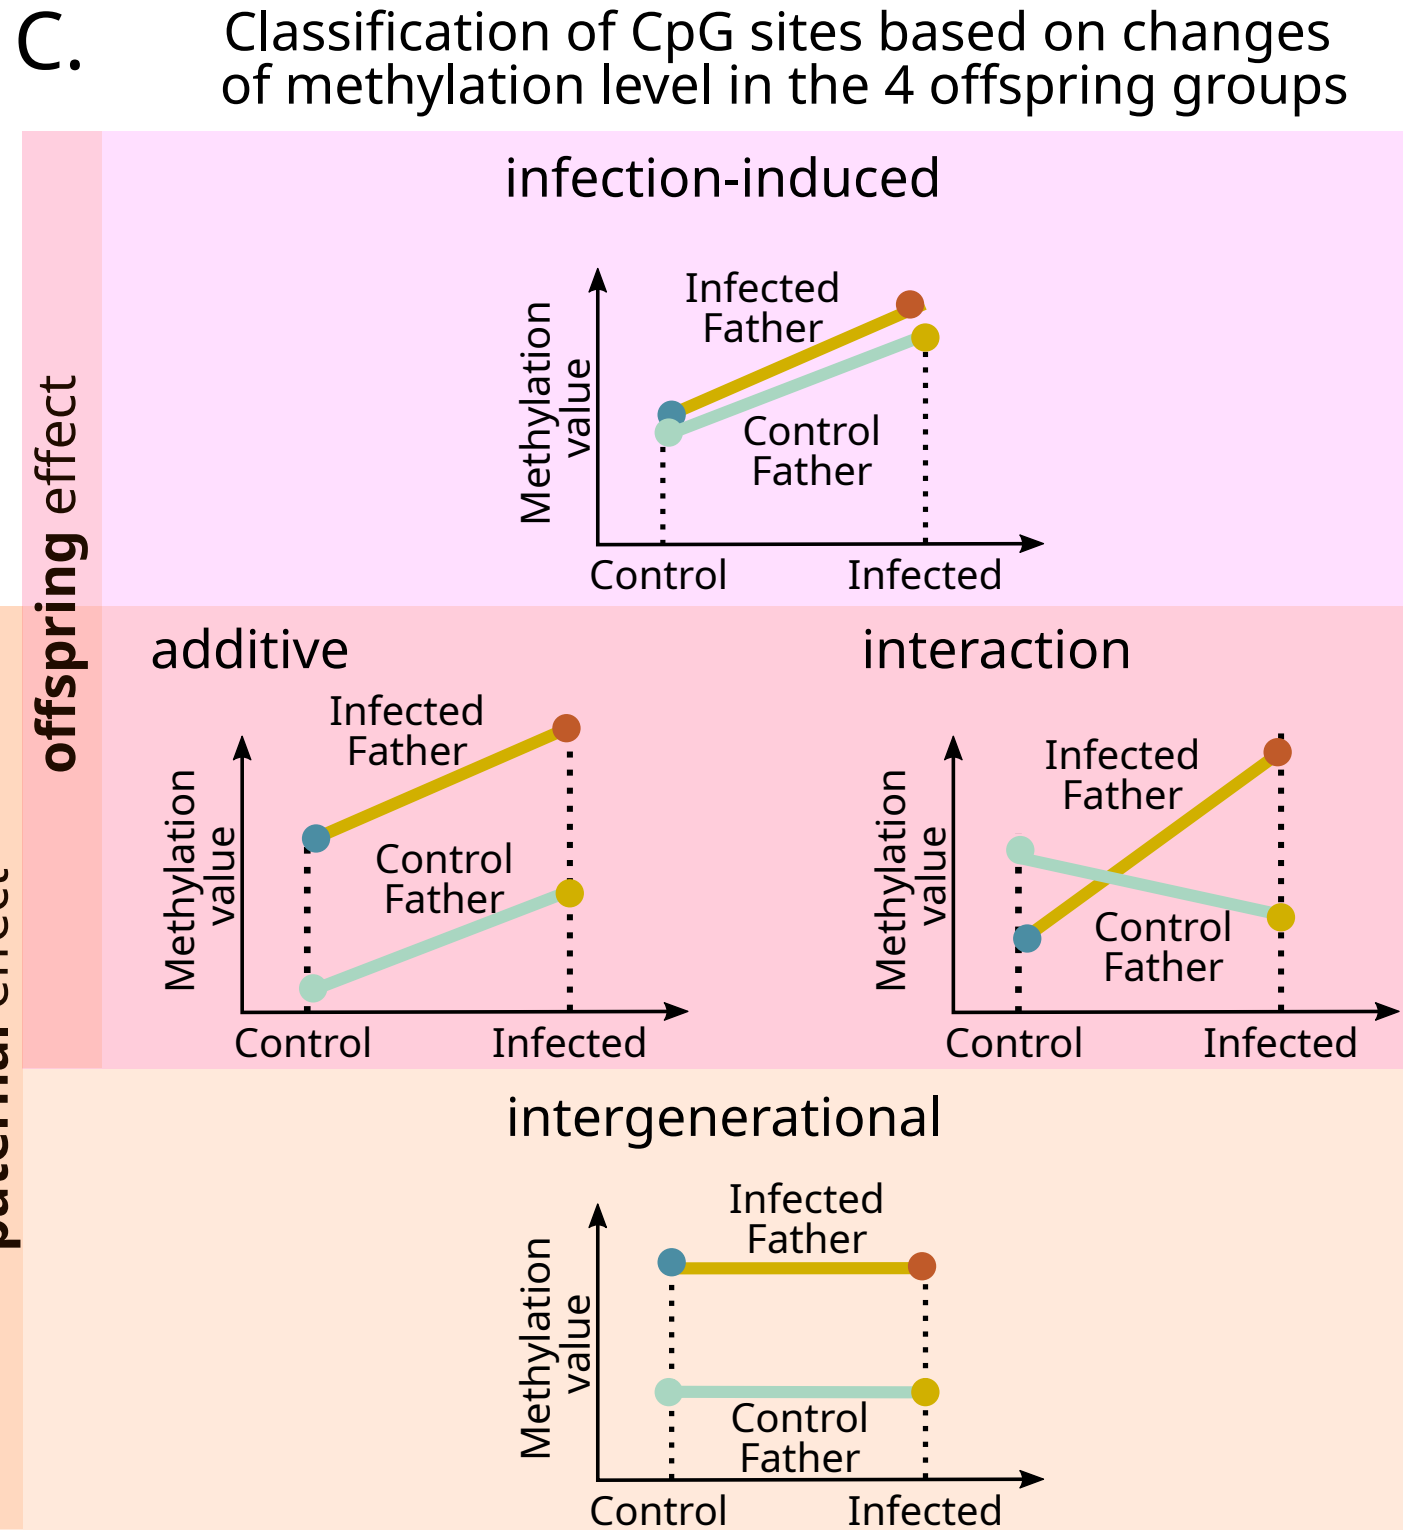 C.
Classification of CpG sites based on changes
of methylation level in the 4 offspring groups
offspring effect
paternal effect
infection-induced
Methylation
value
Infected
Father
Control
Father
Control
Infected
additive
Methylation
value
Infected
Father
Control
Father
Control
Infected
interaction
Methylation
value
Infected
Father
Control
Father
Control
Infected
intergenerational
Methylation
value
Infected
Father
Control
Father
Control
Infected